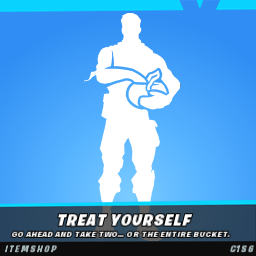 TREAT YOURSELF
GO AHEAD AND TAKE TWO... OR THE ENTIRE BUCKET.
ITEMSHOP C1S6